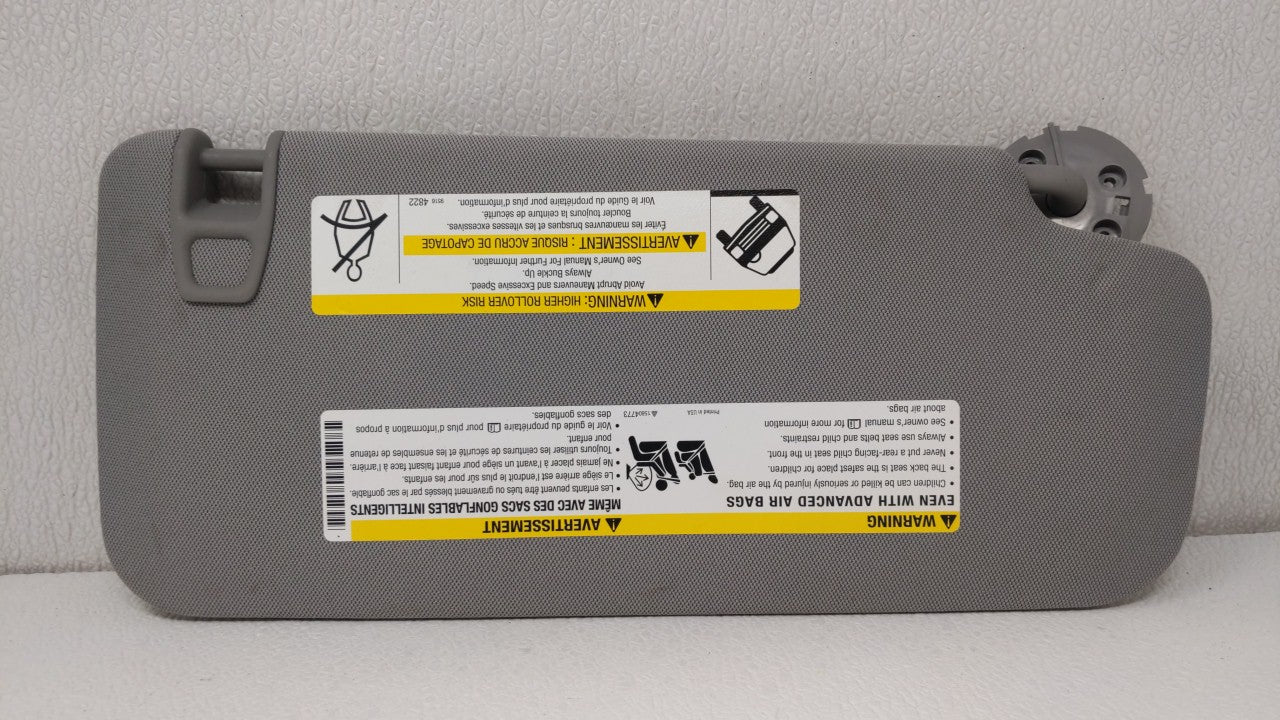 WARNING
EVEN WITH ADVANCED AIR BAGS
• Children can be killed or seriously injured by the air bag.
• The back seat is the safest place for children.
• Never put a rear-facing child seat in the front.
• Always use seat belts and child restraints
• See owner's manual for more information
about air bags.
Printed in USA
15804773
AVERTISSEMENT
MÊME AVEC DES SACS GONFLABLES INTELLIGENTS
• Les enfants peuvent être tués ou gravement blessés par le sac gonflable.
• Le siège arrière est l'endroit le plus sûr pour les enfants.
• Ne jamais placer à l'avant un siège pour enfant faisant face à l'arrière.
• Toujours utiliser les ceintures de sécurité et les ensembles de retenue
pour enfant.
• Voir le guide du propriétaire pour plus d'information à propos
des sacs gonflables.
WARNING: HIGHER ROLLOVER RISK
Avoid Abrupt Maneuvers and Excessive Speed.
Always Buckle Up.
See Owner's Manual For Further Information.
AVERTISSEMENT : RISQUE ACCRU DE CAPOTAGE
Éviter les manœuvres brusques et les vitesses excessives.
Boucler toujours la ceinture de sécurité.
Voir le Guide du propriétaire pour plus d'information.
9516 4822